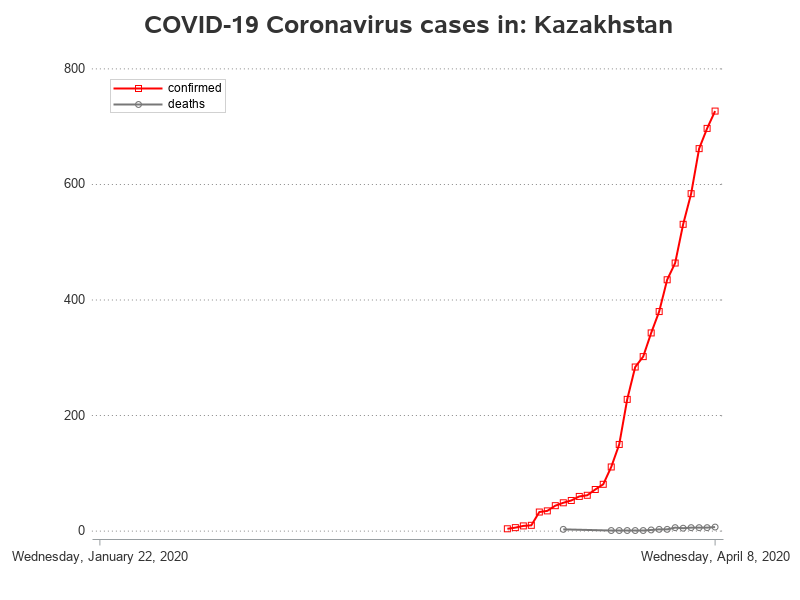 COVID-19 Coronavirus cases in: Kazakhstan
800
confirmed
deaths
600
400
200
0
Wednesday, January 22, 2020 Wednesday, April 8, 2020